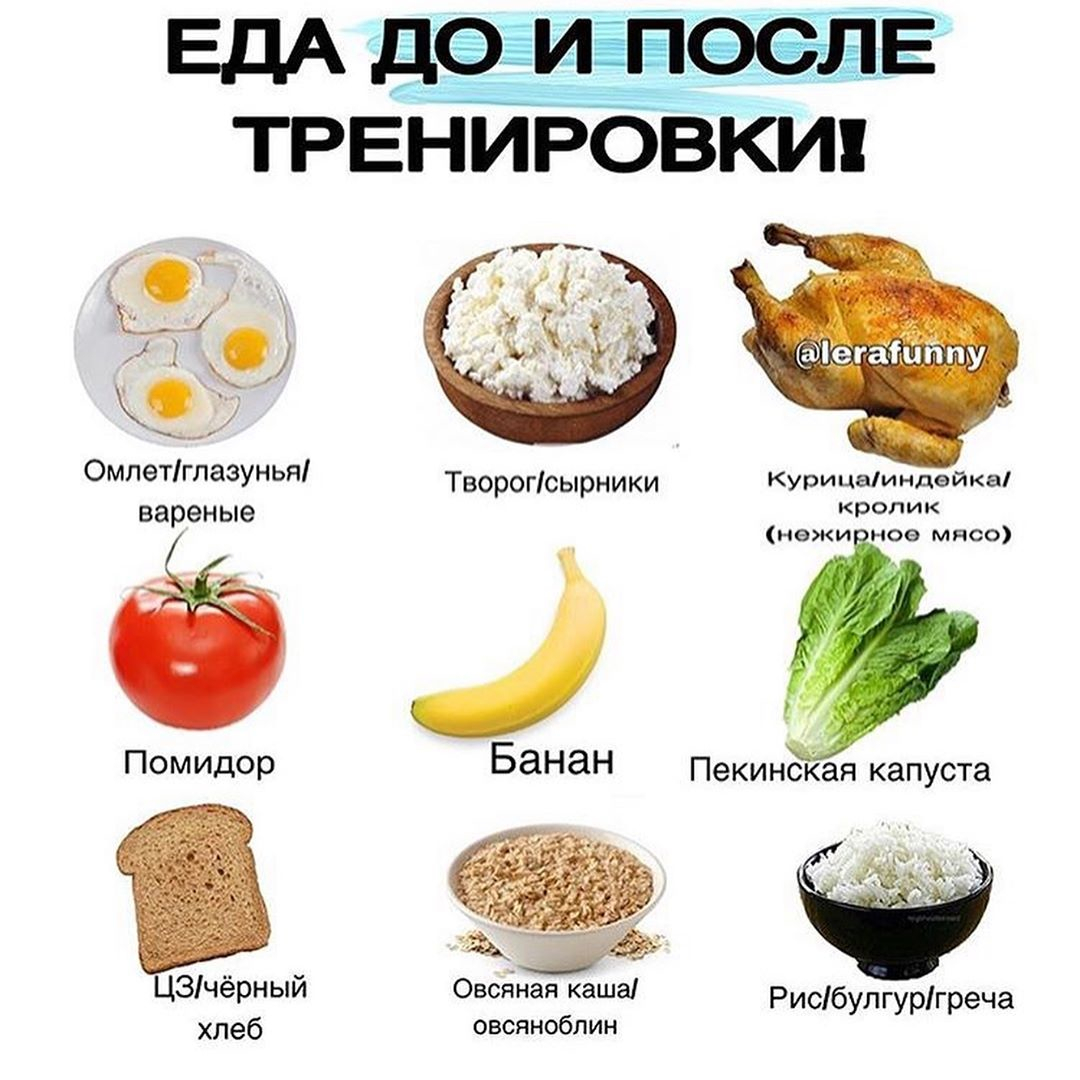 ЕДА ДО И ПОСЛЕ
ТРЕНИРОВКИ!
@lerafunny
Омлет/глазунья/
вареные
Творог/сырники
Курица/индейка/
кролик
(нежирное мясо)
Помидор
Банан
Пекинская капуста
ЦЗ/чёрный
хлеб
Овсяная каша/
овсяноблин
Рис/булгур/греча